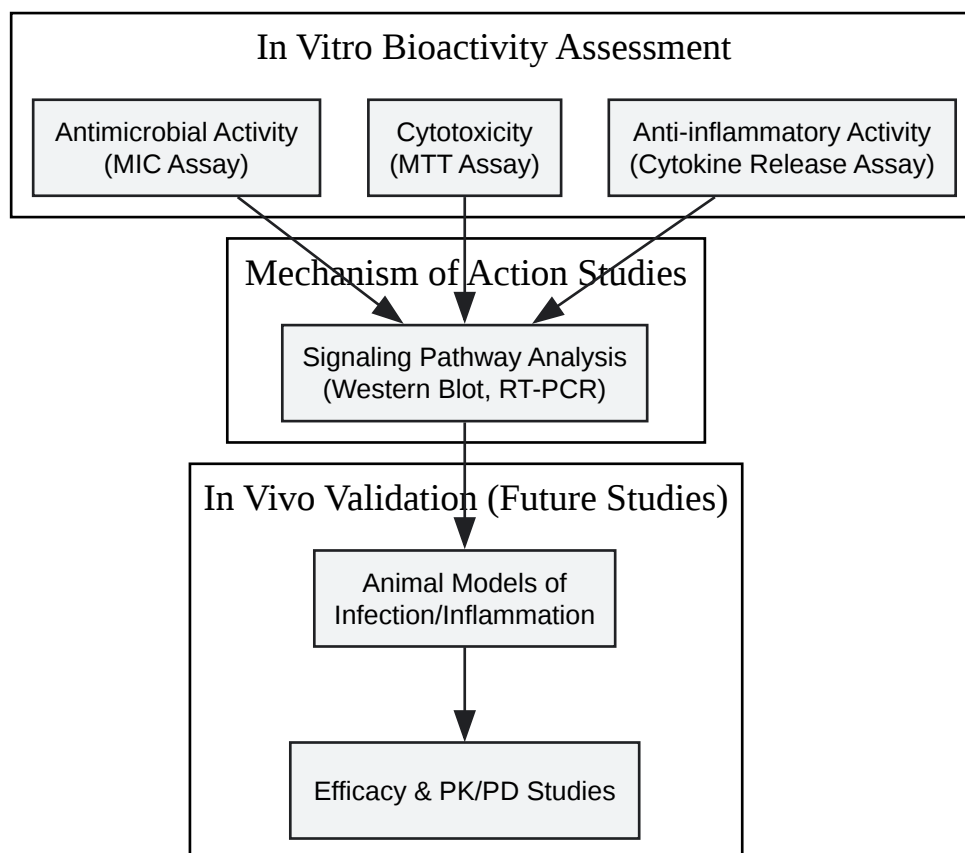 In Vitro Bioactivity Assessment
Antimicrobial Activity
(MIC Assay)
Cytotoxicity
(MTT Assay)
Anti-inflammatory Activity
(Cytokine Release Assay)
Mechanism of Action Studies
Signaling Pathway Analysis
(Western Blot, RT-PCR)
In Vivo Validation (Future Studies)
Animal Models of
Infection/Inflammation
Efficacy & PK/PD Studies